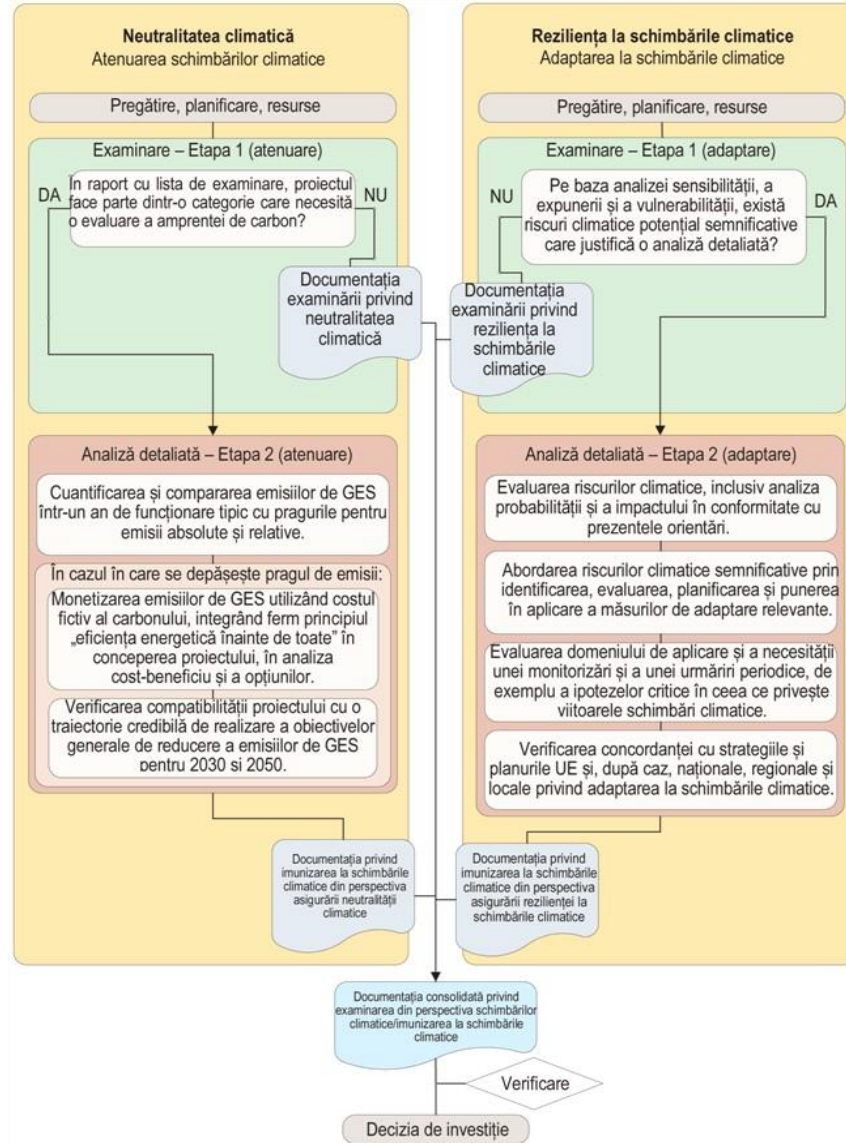 Neutralitatea climatică
Atenuarea schimbărilor climatice
Pregătire, planificare, resurse
Examinare – Etapa 1 (atenuare)
DA
În raport cu lista de examinare, proiectul
face parte dintr-o categorie care necesită
o evaluare a amprentei de carbon?
NU
Documentația
examinării privind
neutralitatea
climatică
Analiză detaliată – Etapa 2 (atenuare)
Cuantificarea și compararea emisiilor de GES
într-un an de funcționare tipic cu pragurile pentru
emisii absolute și relative.
În cazul în care se depășește pragul de emisii:
Monetizarea emisiilor de GES utilizând costul
fictiv al carbonului, integrând ferm principiul
„eficiența energetică înainte de toate” în
conceperea proiectului, în analiza
cost-beneficiu și a opțiunilor.
Verificarea compatibilității proiectului cu o
traiectorie credibilă de realizare a obiectivelor
generale de reducere a emisiilor de GES
pentru 2030 si 2050.
Documentația privind
imunizarea la schimbările
climatice din perspectiva
asigurării neutralității
climatice
Reziliența la schimbările climatice
Adaptarea la schimbările climatice
Pregătire, planificare, resurse
Examinare – Etapa 1 (adaptare)
NU
Pe baza analizei sensibilității, a
expunerii și a vulnerabilității, există
riscuri climatice potențial semnificative
care justifică o analiză detaliată?
DA
Documentația
examinării privind
reziliența la
schimbările
climatice
Analiză detaliată – Etapa 2 (adaptare)
Evaluarea riscurilor climatice, inclusiv analiza
probabilității și a impactului în conformitate cu
prezentele orientări.
Abordarea riscurilor climatice semnificative prin
identificarea, evaluarea, planificarea și punerea
în aplicare a măsurilor de adaptare relevante.
Evaluarea domeniului de aplicare și a necesității
unei monitorizări și a unei urmăriri periodice, de
exemplu a ipotezelor critice în ceea ce privește
viitoarele schimbări climatice.
Verificarea concordanței cu strategiile și
planurile UE și, după caz, naționale, regionale și
locale privind adaptarea la schimbările climatice.
Documentația privind
imunizarea la schimbările
climatice din perspectiva
asigurării rezilienței la
schimbările climatice
Documentația consolidată privind
examinarea din perspectiva schimbărilor
climatice/imunizarea la schimbările
climatice
Verificare
Decizia de investiție